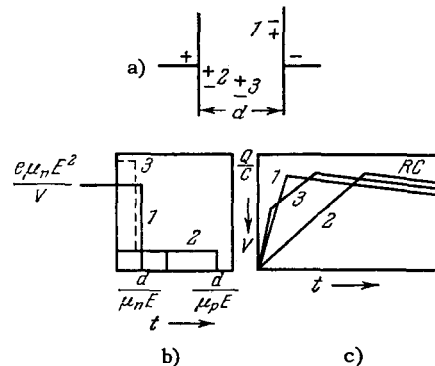 1 − +
+ −
a) + − 2 + − 3
d
eμₙE² / V
3
1
2
d / μₙE
d / μₚE
t →
b)
Q / C
↓
V
1
3
2
RC
t →
c)